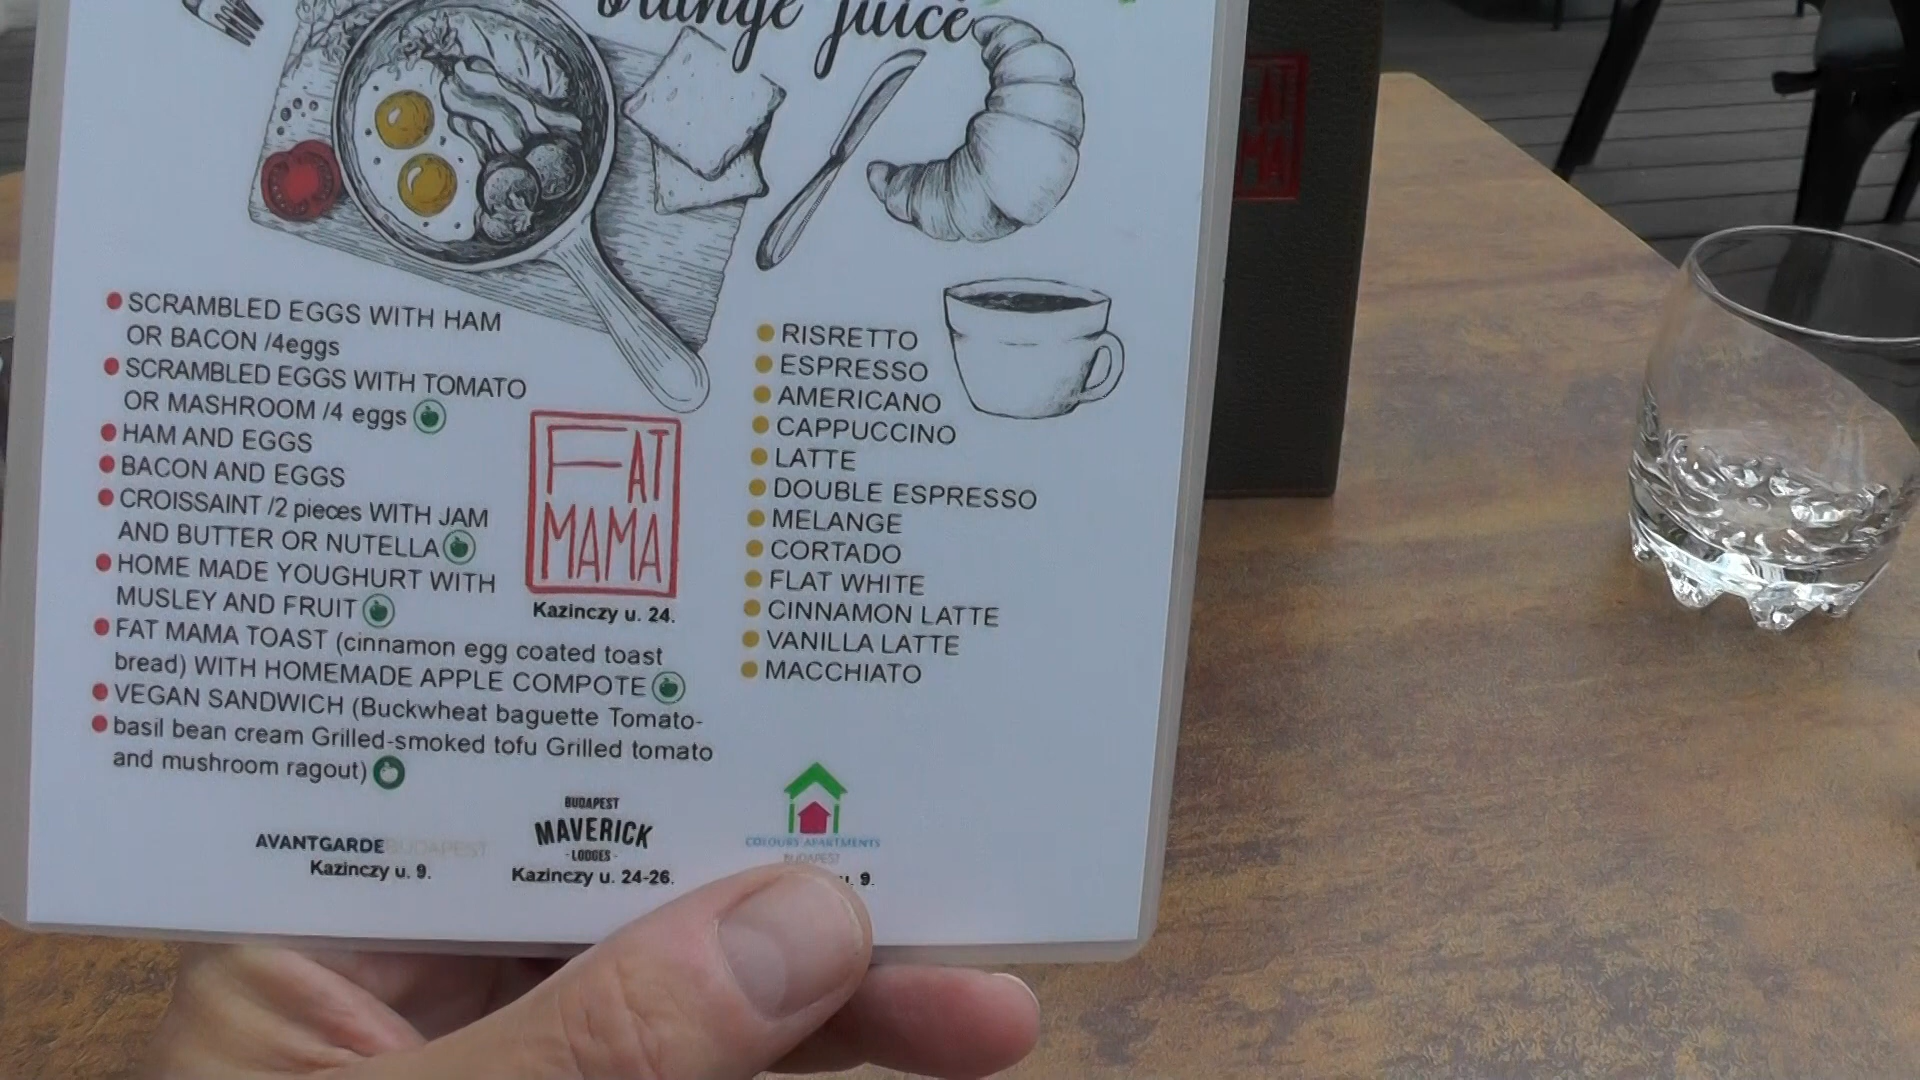 orange juice
SCRAMBLED EGGS WITH HAM
OR BACON /4eggs
SCRAMBLED EGGS WITH TOMATO
OR MASHROOM /4 eggs
HAM AND EGGS
BACON AND EGGS
CROISSAINT /2 pieces WITH JAM
AND BUTTER OR NUTELLA
HOME MADE YOUGHURT WITH
MUSLEY AND FRUIT
FAT MAMA TOAST (cinnamon egg coated toast
bread) WITH HOMEMADE APPLE COMPOTE
VEGAN SANDWICH (Buckwheat baguette Tomato-
basil bean cream Grilled-smoked tofu Grilled tomato
and mushroom ragout)
FAT
MAMA
Kazinczy u. 24.
RISRETTO
ESPRESSO
AMERICANO
CAPPUCCINO
LATTE
DOUBLE ESPRESSO
MELANGE
CORTADO
FLAT WHITE
CINNAMON LATTE
VANILLA LATTE
MACCHIATO
AVANTGARDE BUDAPEST
Kazinczy u. 9.
BUDAPEST
MAVERICK
- LODGES -
Kazinczy u. 24-26.
COLOURS APARTMENTS
BUDAPEST
u. 9.
FAT
MA